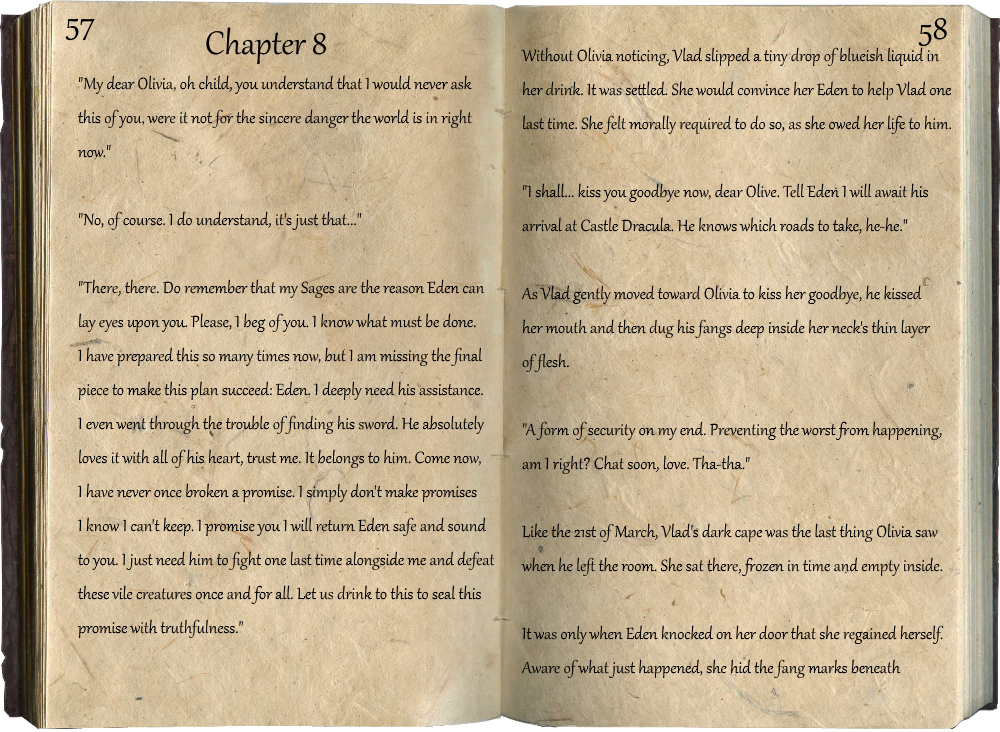 57
Chapter 8
"My dear Olivia, oh child, you understand that I would never ask
this of you, were it not for the sincere danger the world is in right
now."
"No, of course. I do understand, it's just that..."
"There, there. Do remember that my Sages are the reason Eden can
lay eyes upon you. Please, I beg of you. I know what must be done.
I have prepared this so many times now, but I am missing the final
piece to make this plan succeed: Eden. I deeply need his assistance.
I even went through the trouble of finding his sword. He absolutely
loves it with all of his heart, trust me. It belongs to him. Come now,
I have never once broken a promise. I simply don't make promises
I know I can't keep. I promise you I will return Eden safe and sound
to you. I just need him to fight one last time alongside me and defeat
these vile creatures once and for all. Let us drink to this to seal this
promise with truthfulness."
58
Without Olivia noticing, Vlad slipped a tiny drop of blueish liquid in
her drink. It was settled. She would convince her Eden to help Vlad one
last time. She felt morally required to do so, as she owed her life to him.
"I shall... kiss you goodbye now, dear Olive. Tell Eden I will await his
arrival at Castle Dracula. He knows which roads to take, he-he."
As Vlad gently moved toward Olivia to kiss her goodbye, he kissed
her mouth and then dug his fangs deep inside her neck's thin layer
of flesh.
"A form of security on my end. Preventing the worst from happening,
am I right? Chat soon, love. Tha-tha."
Like the 21st of March, Vlad's dark cape was the last thing Olivia saw
when he left the room. She sat there, frozen in time and empty inside.
It was only when Eden knocked on her door that she regained herself.
Aware of what just happened, she hid the fang marks beneath